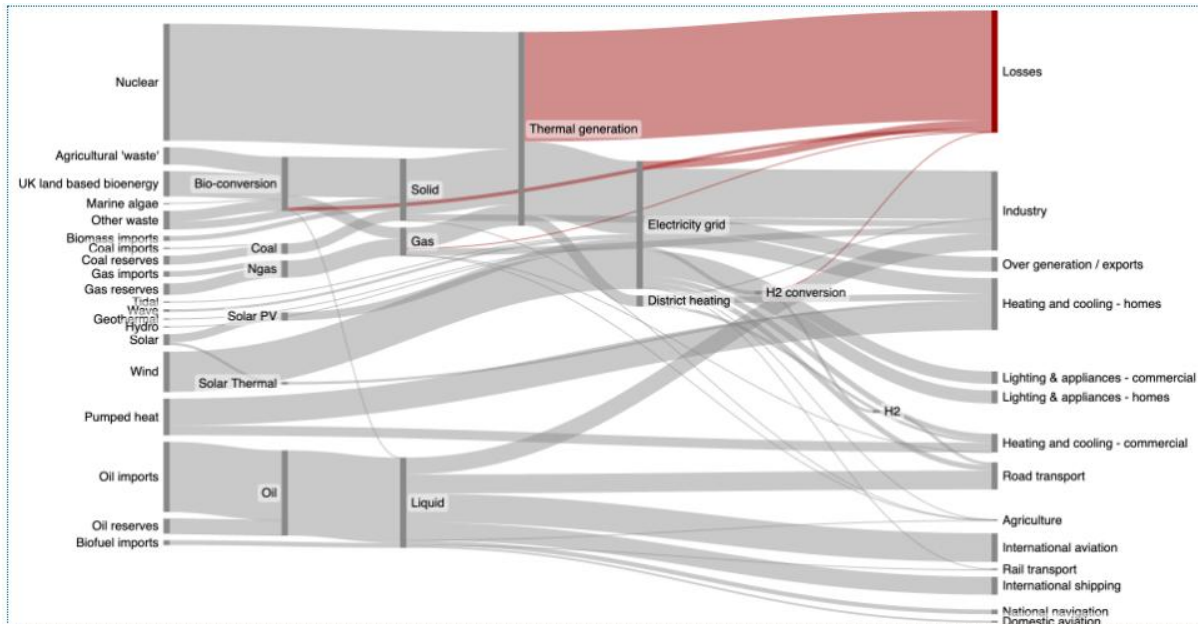 Nuclear
Agricultural 'waste'
UK land based bioenergy
Marine algae
Other waste
Biomass imports
Coal imports
Coal reserves
Gas imports
Gas reserves
Tidal
Wave
Geothermal
Hydro
Solar
Wind
Pumped heat
Oil imports
Oil reserves
Biofuel imports
Bio-conversion
Coal
Ngas
Solar PV
Solar Thermal
Oil
Solid
Gas
Liquid
Thermal generation
Electricity grid
District heating
H2 conversion
H2
Losses
Industry
Over generation / exports
Heating and cooling - homes
Lighting & appliances - commercial
Lighting & appliances - homes
Heating and cooling - commercial
Road transport
Agriculture
International aviation
Rail transport
International shipping
National navigation
Domestic aviation